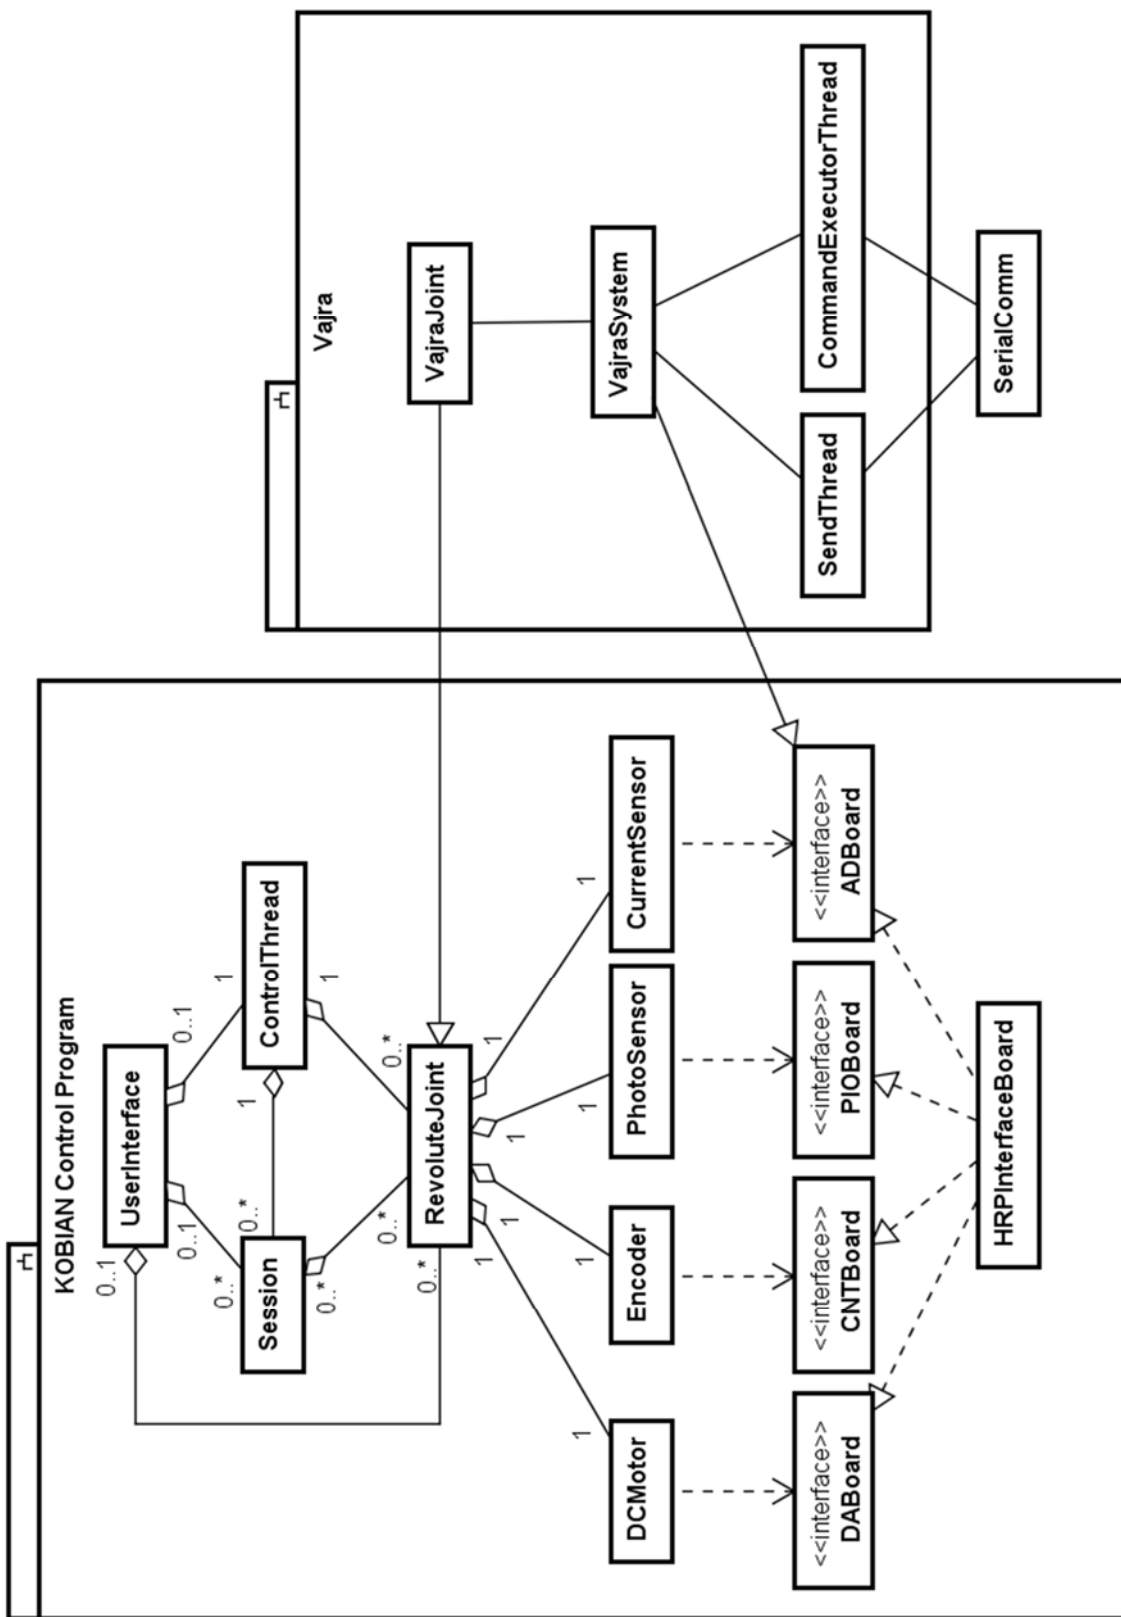 KOBIAN Control Program
UserInterface
0..1
0..1
0..1
0..*
1
Session
ControlThread
0..*
1
0..*
1
0..*
0..*
RevoluteJoint
1
1
1
1
1
1
1
1
DCMotor
Encoder
PhotoSensor
CurrentSensor
<<interface>>
DABoard
<<interface>>
CNTBoard
<<interface>>
PIOBoard
<<interface>>
ADBoard
HRPInterfaceBoard
Vajra
VajraJoint
VajraSystem
SendThread
CommandExecutorThread
SerialComm